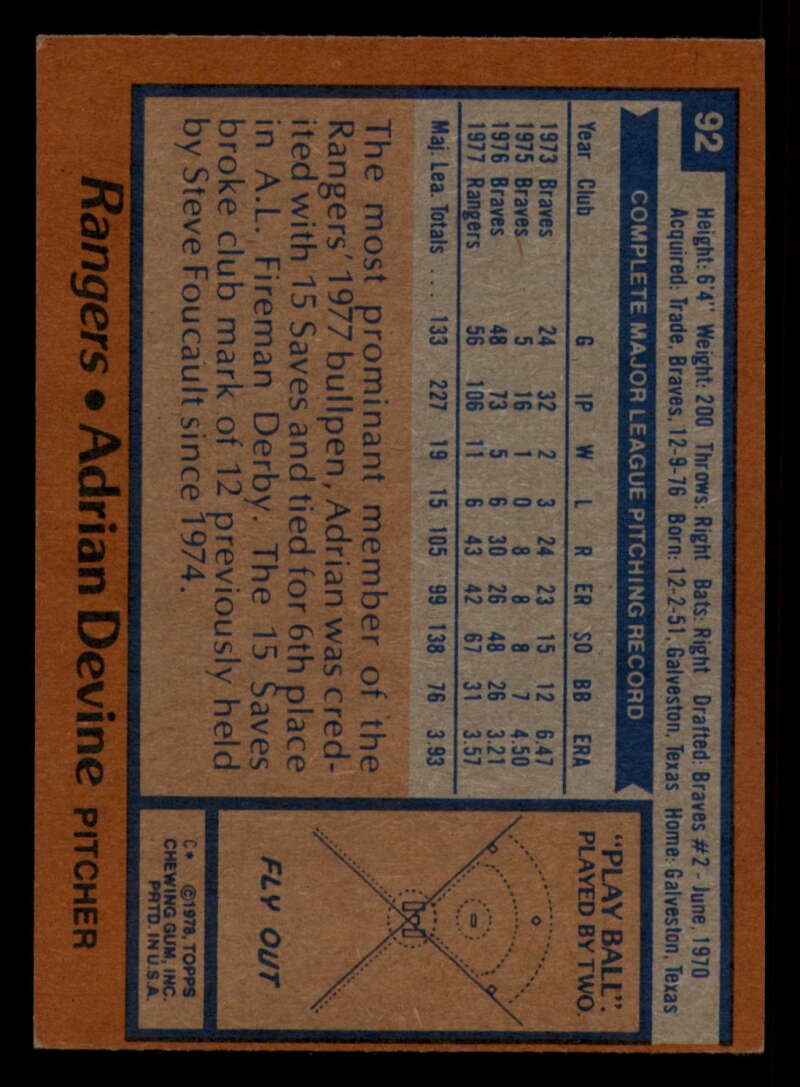 92
Height: 6'4" Weight: 200 Throws: Right Bats: Right Drafted: Braves #2 - June, 1970
Acquired: Trade, Braves, 12-9-76 Born: 12-2-51, Galveston, Texas Home: Galveston, Texas
COMPLETE MAJOR LEAGUE PITCHING RECORD
Year Club G IP W L R ER SO BB ERA
1973 Braves 24 32 2 3 24 23 15 12 6.47
1975 Braves 5 16 1 0 8 8 8 7 4.50
1976 Braves 48 73 5 6 30 26 48 26 3.21
1977 Rangers 56 106 11 6 43 42 67 31 3.57
Maj. Lea. Totals ... 133 227 19 15 105 99 138 76 3.93
The most prominant member of the
Rangers' 1977 bullpen, Adrian was cred-
ited with 15 Saves and tied for 6th place
in A.L. Fireman Derby. The 15 Saves
broke club mark of 12 previously held
by Steve Foucault since 1974.
"PLAY BALL":
PLAYED BY TWO.
FLY OUT
C* ©1978, TOPPS
CHEWING GUM, INC.
PRTD. IN U.S.A.
Rangers • Adrian Devine PITCHER